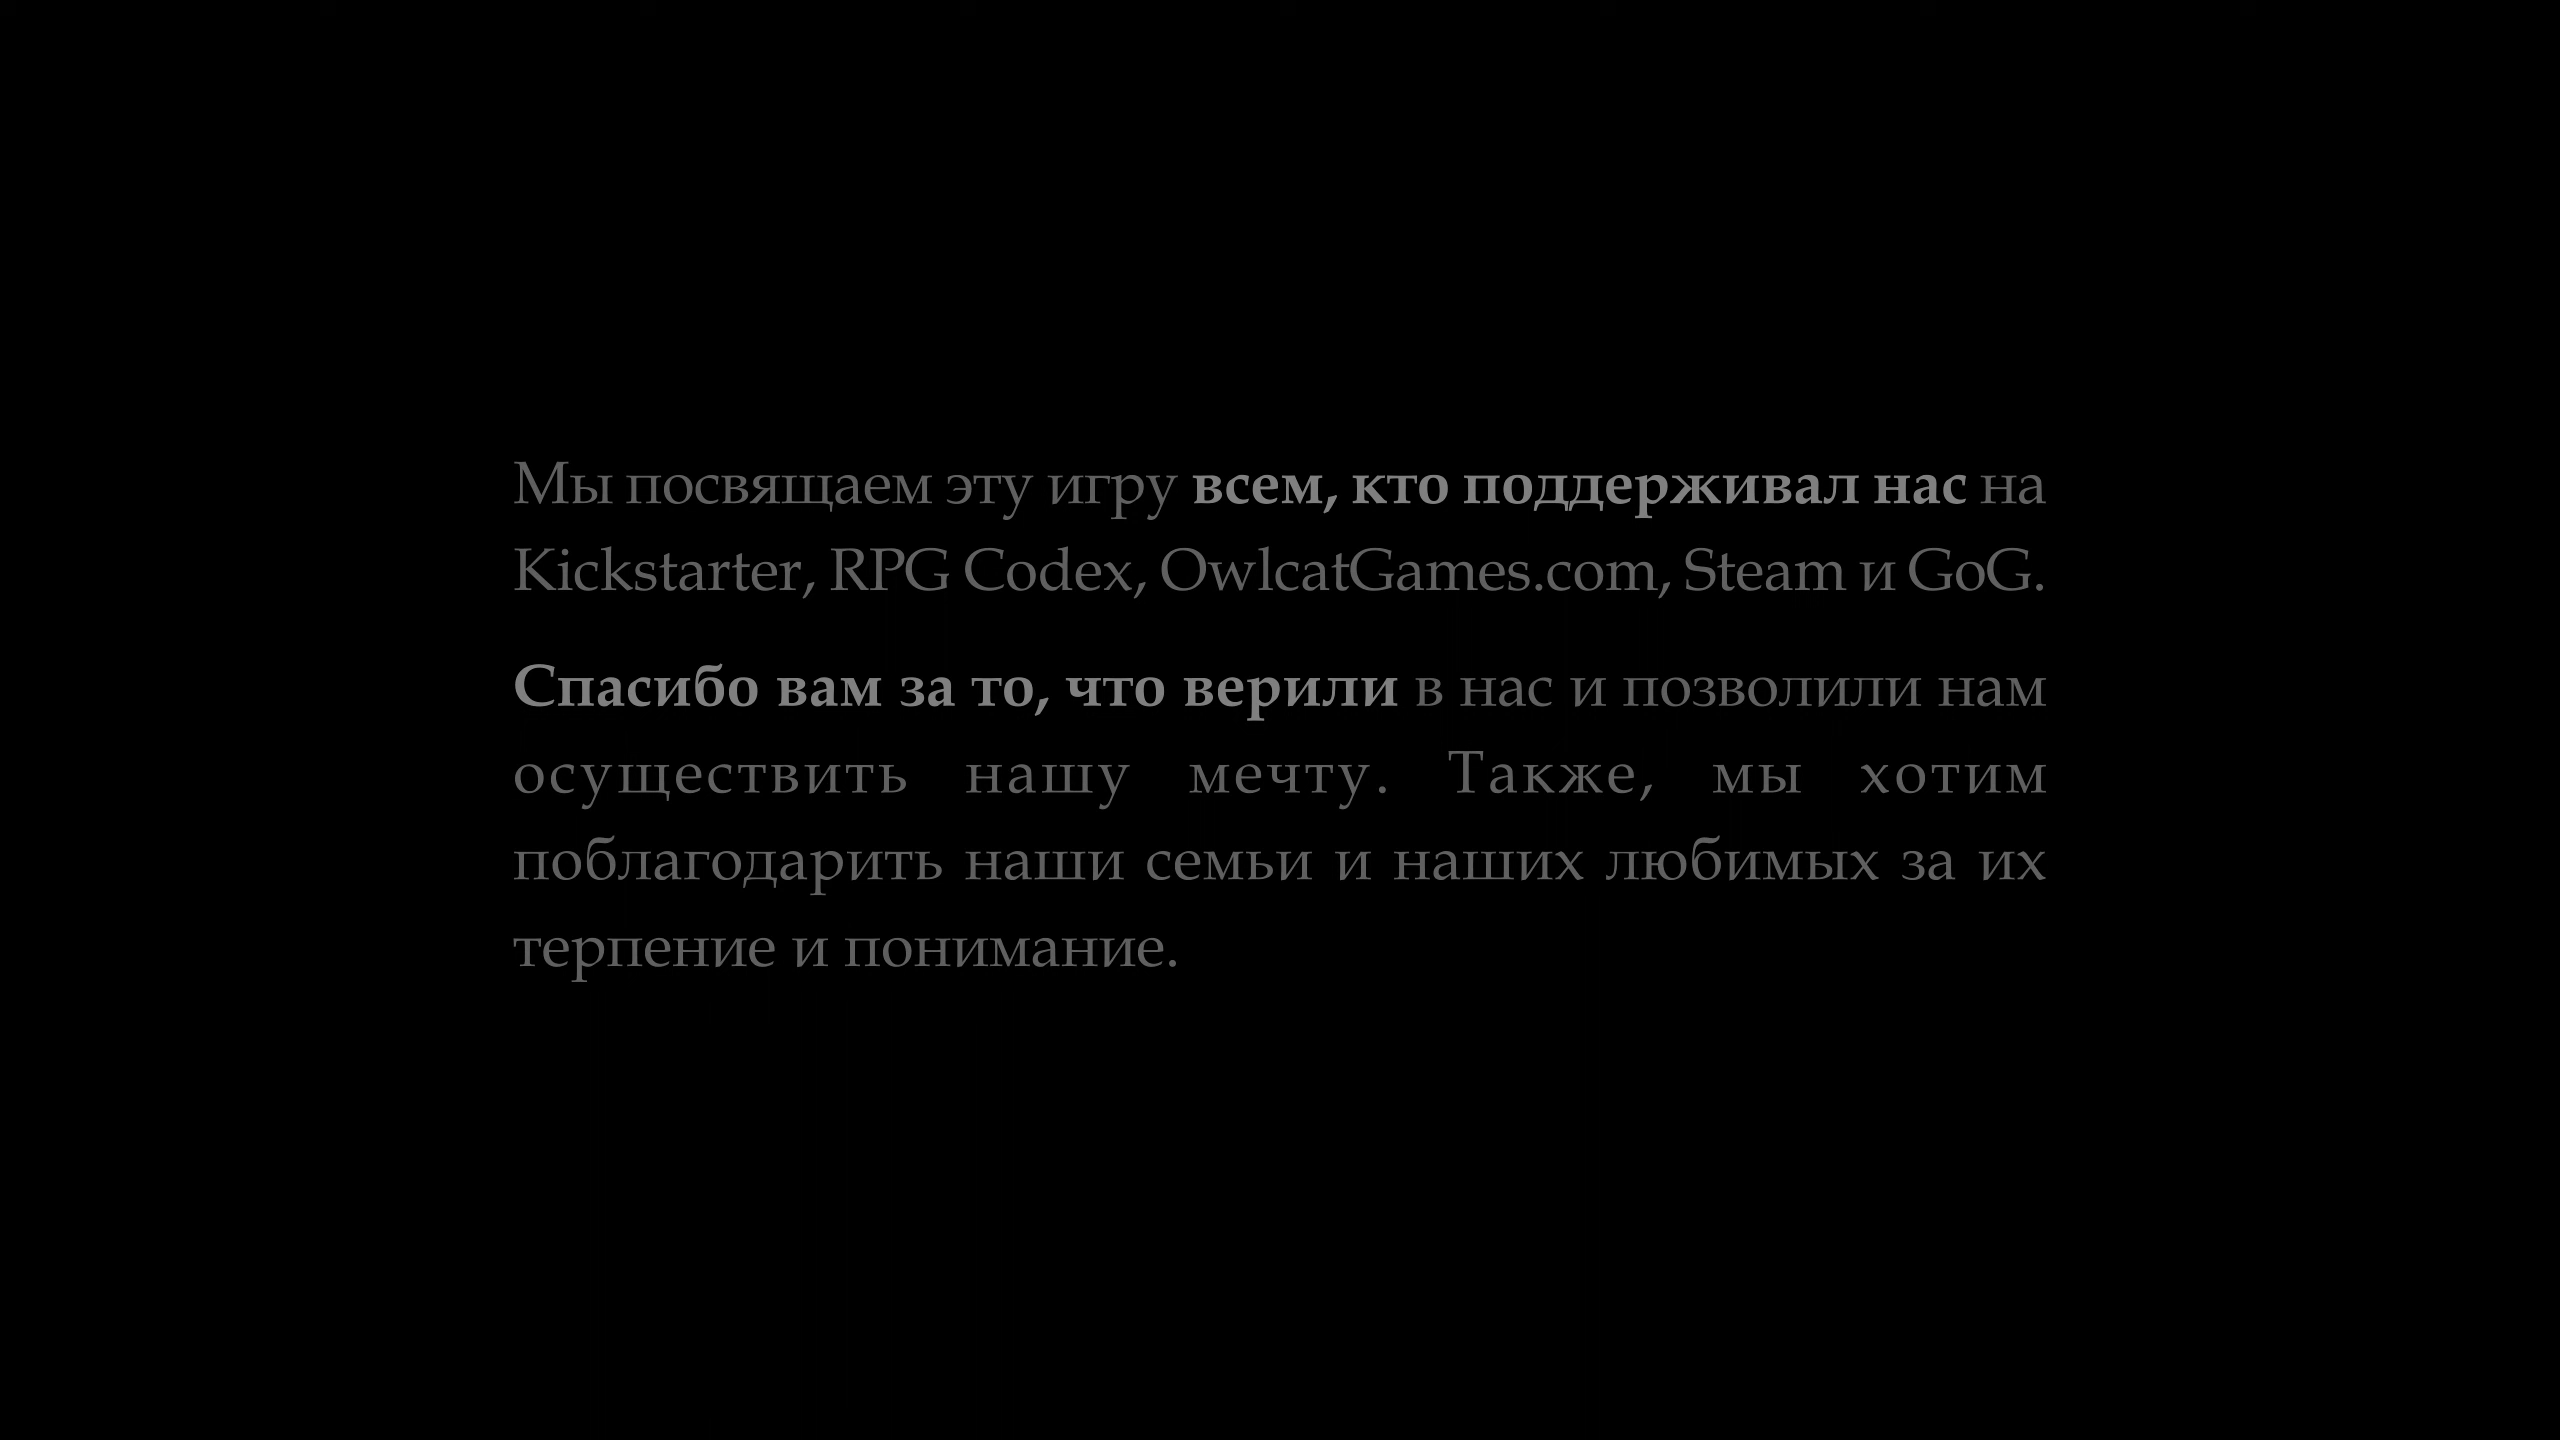 Мы посвящаем эту игру всем, кто поддерживал нас на
Kickstarter, RPG Codex, OwlcatGames.com, Steam и GoG.
Спасибо вам за то, что верили в нас и позволили нам
осуществить нашу мечту. Также, мы хотим
поблагодарить наши семьи и наших любимых за их
терпение и понимание.